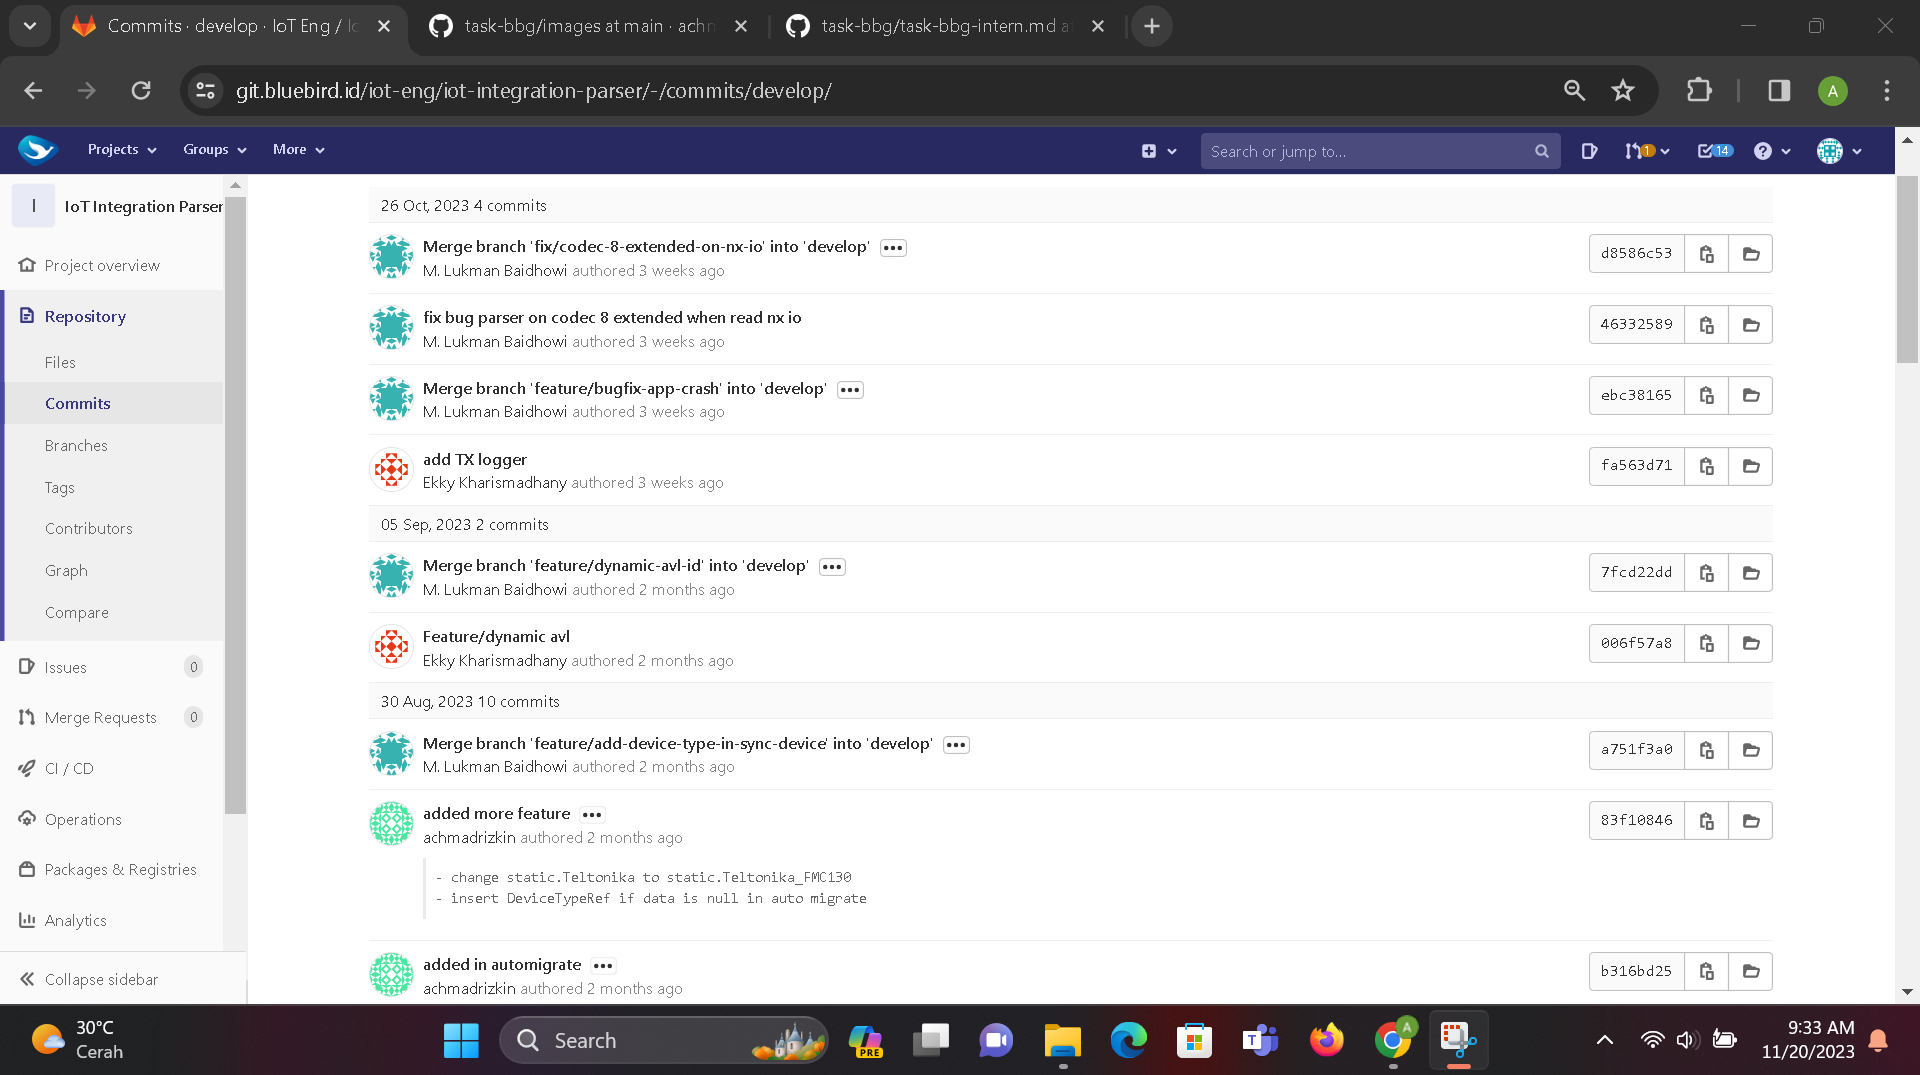 Commits · develop · IoT Eng / Io
task-bbg/images at main · achm
task-bbg/task-bbg-intern.md at
git.bluebird.id/iot-eng/iot-integration-parser/-/commits/develop/
A
Projects
Groups
More
Search or jump to...
1
14
I
IoT Integration Parser
Project overview
Repository
Files
Commits
Branches
Tags
Contributors
Graph
Compare
Issues 0
Merge Requests 0
CI / CD
Operations
Packages & Registries
Analytics
Collapse sidebar
26 Oct, 2023 4 commits
Merge branch 'fix/codec-8-extended-on-nx-io' into 'develop'
M. Lukman Baidhowi authored 3 weeks ago
d8586c53
fix bug parser on codec 8 extended when read nx io
M. Lukman Baidhowi authored 3 weeks ago
46332589
Merge branch 'feature/bugfix-app-crash' into 'develop'
M. Lukman Baidhowi authored 3 weeks ago
ebc38165
add TX logger
Ekky Kharismadhany authored 3 weeks ago
fa563d71
05 Sep, 2023 2 commits
Merge branch 'feature/dynamic-avl-id' into 'develop'
M. Lukman Baidhowi authored 2 months ago
7fcd22dd
Feature/dynamic avl
Ekky Kharismadhany authored 2 months ago
006f57a8
30 Aug, 2023 10 commits
Merge branch 'feature/add-device-type-in-sync-device' into 'develop'
M. Lukman Baidhowi authored 2 months ago
a751f3a0
added more feature
achmadrizkin authored 2 months ago
83f10846
- change static.Teltonika to static.Teltonika_FMC130
- insert DeviceTypeRef if data is null in auto migrate
added in automigrate
achmadrizkin authored 2 months ago
b316bd25
30°C
Cerah
Search
PRE
T
A
9:33 AM
11/20/2023